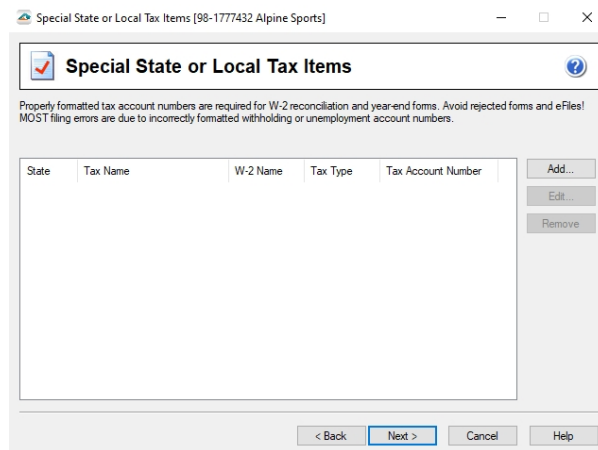 Special State or Local Tax Items [98-1777432 Alpine Sports]
Special State or Local Tax Items
Properly formatted tax account numbers are required for W-2 reconciliation and year-end forms. Avoid rejected forms and eFiles!
MOST filing errors are due to incorrectly formatted withholding or unemployment account numbers.
State Tax Name W-2 Name Tax Type Tax Account Number
Add...
Edit...
Remove
< Back Next > Cancel Help